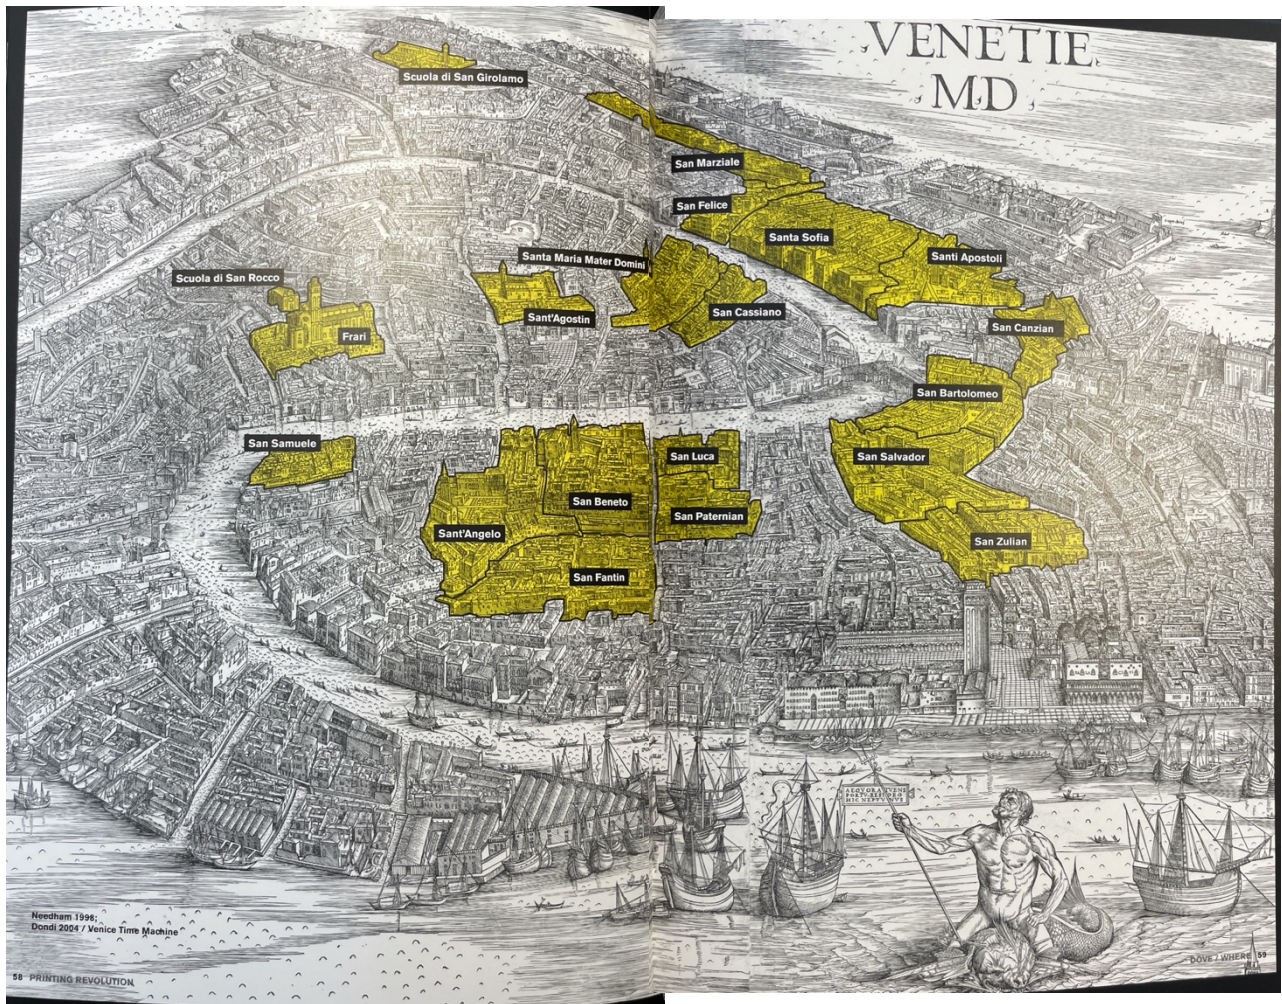 VENETIE
MD
Scuola di San Girolamo
San Marziale
San Felice
Santa Sofia
Santi Apostoli
Santa Maria Mater Domini
Scuola di San Rocco
Sant'Agostin
San Cassiano
Frari
San Canzian
San Bartolomeo
San Samuele
San Luca
San Salvador
San Beneto
San Paternian
Sant'Angelo
San Zulian
San Fantin
Needham 1998;
Dondi 2004 / Venice Time Machine
58 PRINTING REVOLUTION
DOVE / WHERE 59